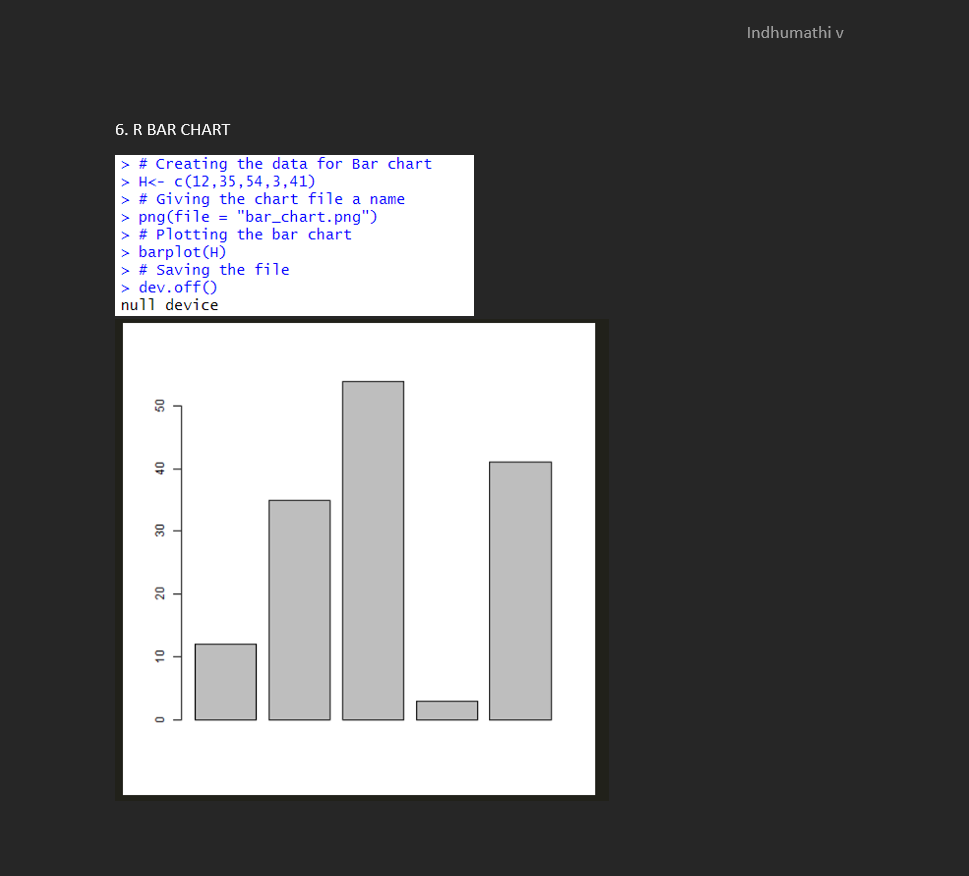 Indhumathi v
6. R BAR CHART
> # Creating the data for Bar chart
> H<- c(12,35,54,3,41)
> # Giving the chart file a name
> png(file = "bar_chart.png")
> # Plotting the bar chart
> barplot(H)
> # Saving the file
> dev.off()
null device
50
40
30
20
10
0